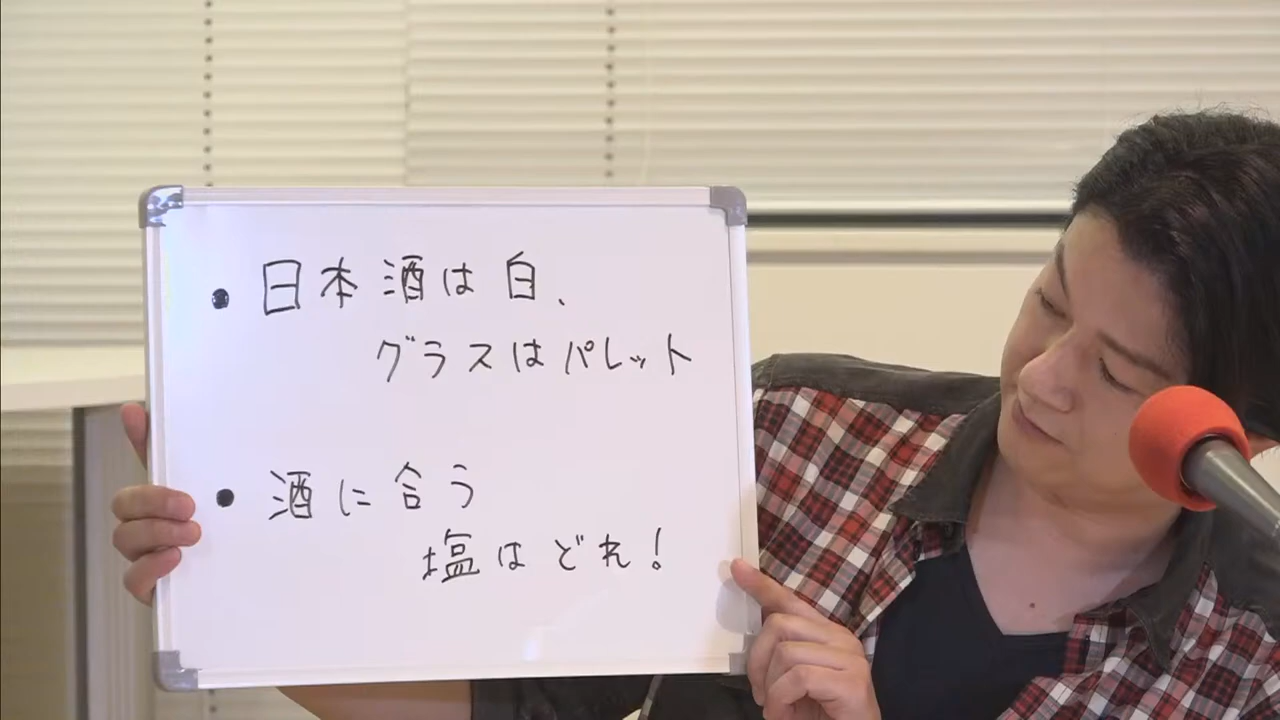 • 日本酒は白、
グラスはパレット
• 酒に合う
塩はどれ!